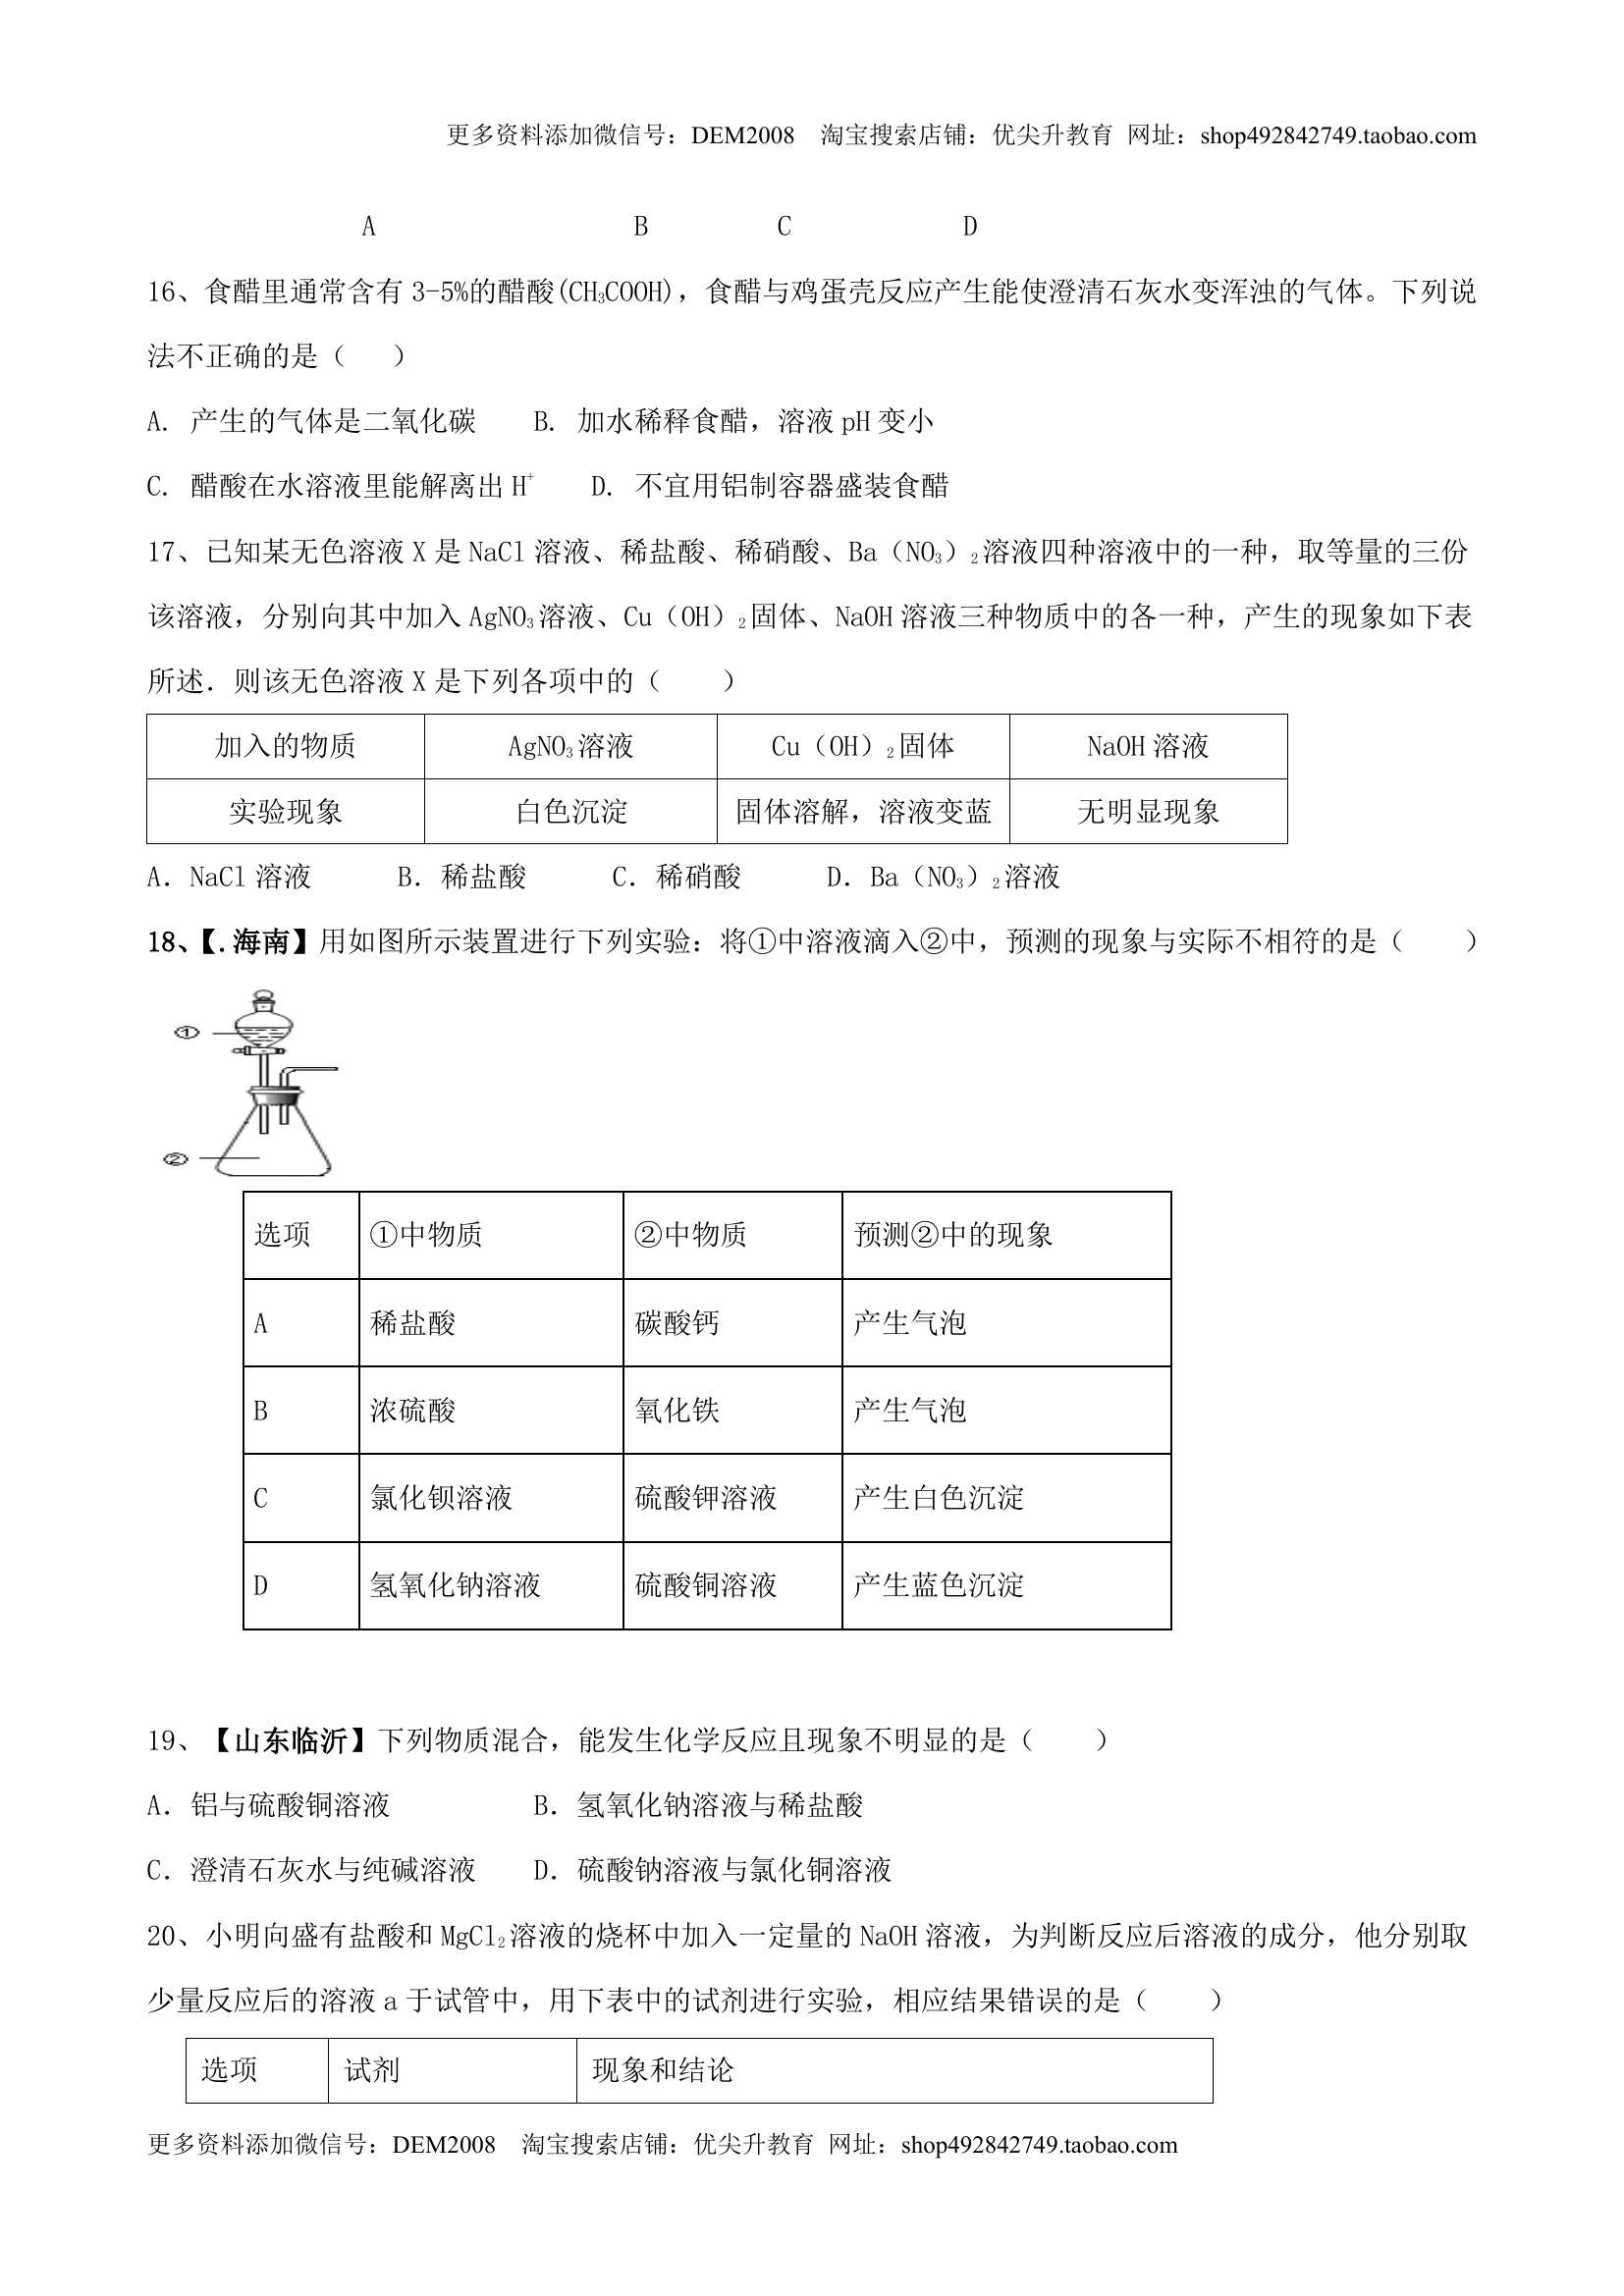 更多资料添加微信号：DEM2008　淘宝搜索店铺：优尖升教育 网址：shop492842749.taobao.com
A B C D
16、食醋里通常含有 3-5%的醋酸(CH₃COOH)，食醋与鸡蛋壳反应产生能使澄清石灰水变浑浊的气体。下列说
法不正确的是（　）
A. 产生的气体是二氧化碳　　B. 加水稀释食醋，溶液 pH 变小
C. 醋酸在水溶液里能解离出 H⁺　　D. 不宜用铝制容器盛装食醋
17、已知某无色溶液 X 是 NaCl 溶液、稀盐酸、稀硝酸、Ba（NO₃）₂溶液四种溶液中的一种，取等量的三份
该溶液，分别向其中加入 AgNO₃溶液、Cu（OH）₂固体、NaOH 溶液三种物质中的各一种，产生的现象如下表
所述．则该无色溶液 X 是下列各项中的（　　）
加入的物质 AgNO₃溶液 Cu（OH）₂固体 NaOH 溶液
实验现象 白色沉淀 固体溶解，溶液变蓝 无明显现象
A．NaCl 溶液　　B．稀盐酸　　C．稀硝酸　　D．Ba（NO₃）₂溶液
18、【.海南】用如图所示装置进行下列实验：将①中溶液滴入②中，预测的现象与实际不相符的是（　　）
①
②
选项 ①中物质 ②中物质 预测②中的现象
A 稀盐酸 碳酸钙 产生气泡
B 浓硫酸 氧化铁 产生气泡
C 氯化钡溶液 硫酸钾溶液 产生白色沉淀
D 氢氧化钠溶液 硫酸铜溶液 产生蓝色沉淀
19、【山东临沂】下列物质混合，能发生化学反应且现象不明显的是（　　）
A．铝与硫酸铜溶液　　B．氢氧化钠溶液与稀盐酸
C．澄清石灰水与纯碱溶液　　D．硫酸钠溶液与氯化铜溶液
20、小明向盛有盐酸和 MgCl₂溶液的烧杯中加入一定量的 NaOH 溶液，为判断反应后溶液的成分，他分别取
少量反应后的溶液 a 于试管中，用下表中的试剂进行实验，相应结果错误的是（　　）
选项 试剂 现象和结论
更多资料添加微信号：DEM2008　淘宝搜索店铺：优尖升教育 网址：shop492842749.taobao.com